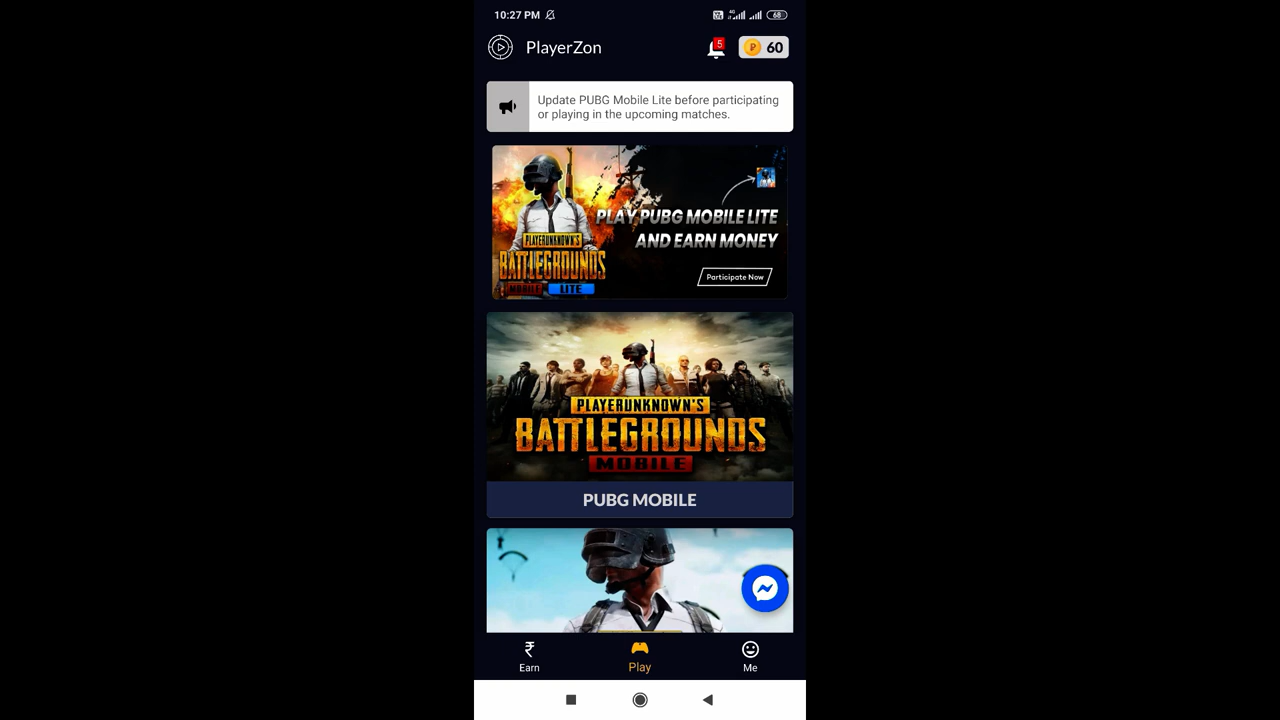 10:27 PM
4G
68
PlayerZon
5
60
Update PUBG Mobile Lite before participating
or playing in the upcoming matches.
PLAY PUBG MOBILE LITE
AND EARN MONEY
PLAYERUNKNOWN'S
BATTLEGROUNDS
MOBILE LITE
Participate Now
PLAYERUNKNOWN'S
BATTLEGROUNDS
MOBILE
PUBG MOBILE
₹
Earn
Play
Me